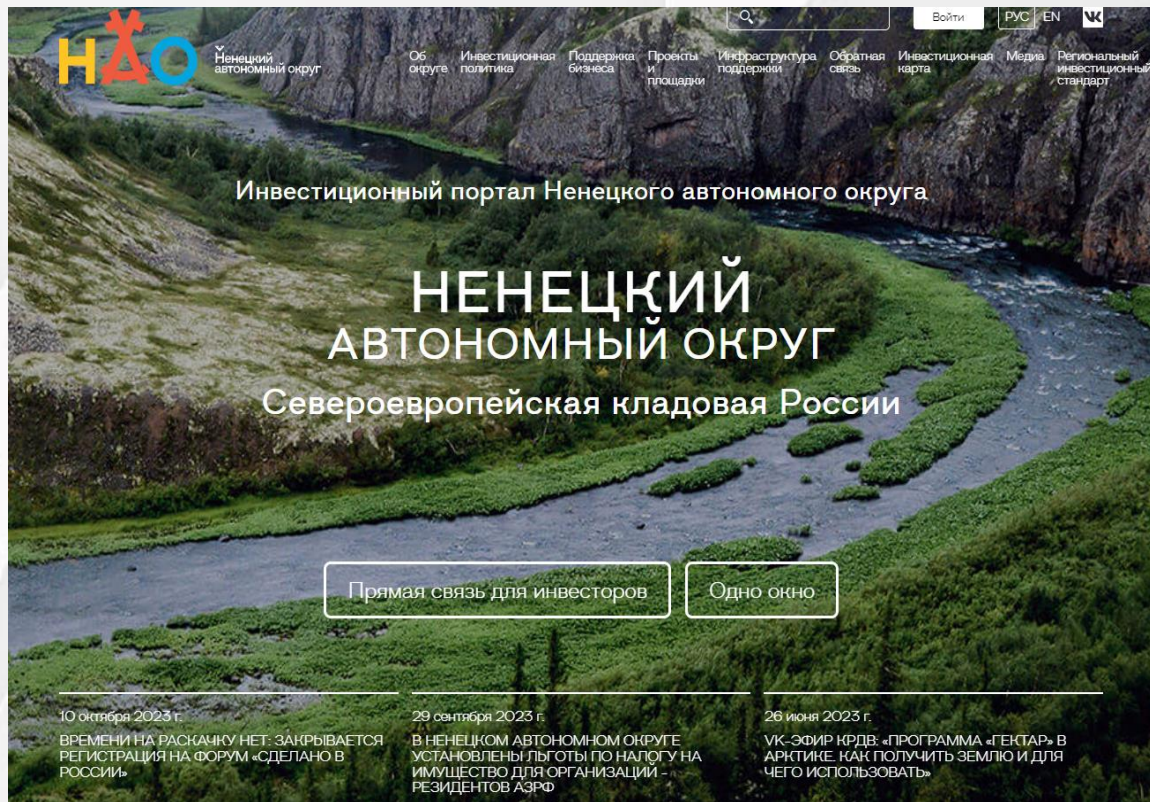 Войти
РУС EN
НАО
Ненецкий
автономный округ
Об
округе
Инвестиционная
политика
Поддержка
бизнеса
Проекты
и
площадки
Инфраструктура
поддержки
Обратная
связь
Инвестиционная
карта
Медиа
Региональный
инвестиционный
стандарт
Инвестиционный портал Ненецкого автономного округа
НЕНЕЦКИЙ
АВТОНОМНЫЙ ОКРУГ
Североевропейская кладовая России
Прямая связь для инвесторов
Одно окно
10 октября 2023 г.
ВРЕМЕНИ НА РАСКАЧКУ НЕТ: ЗАКРЫВАЕТСЯ
РЕГИСТРАЦИЯ НА ФОРУМ «СДЕЛАНО В
РОССИИ»
29 сентября 2023 г.
В НЕНЕЦКОМ АВТОНОМНОМ ОКРУГЕ
УСТАНОВЛЕНЫ ЛЬГОТЫ ПО НАЛОГУ НА
ИМУЩЕСТВО ДЛЯ ОРГАНИЗАЦИЙ -
РЕЗИДЕНТОВ АЗРФ
26 июня 2023 г.
VK-ЭФИР КРДВ: «ПРОГРАММА «ГЕКТАР» В
АРКТИКЕ. КАК ПОЛУЧИТЬ ЗЕМЛЮ И ДЛЯ
ЧЕГО ИСПОЛЬЗОВАТЬ»